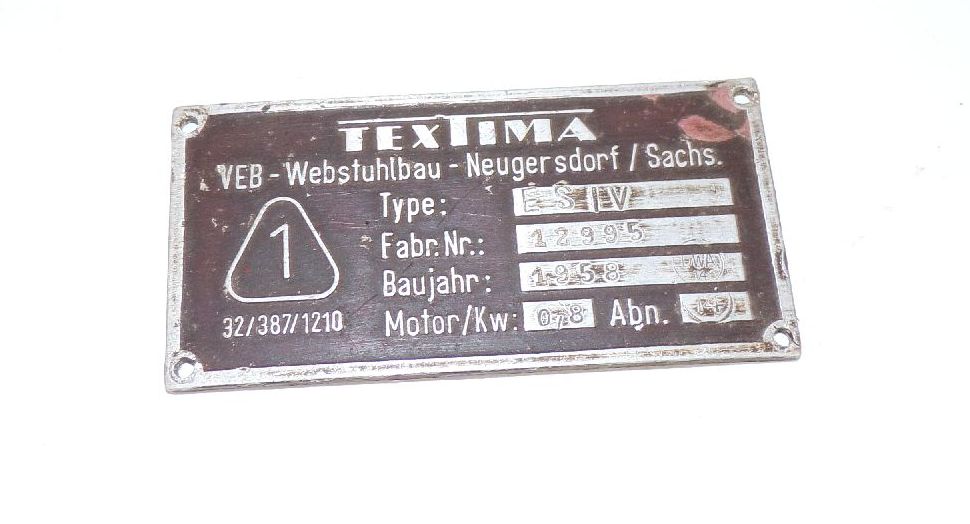 TEXTIMA
VEB - Webstuhlbau - Neugersdorf / Sachs.
Type: E S IV
Fabr. Nr.: 12995
Baujahr: 1958
1
32/387/1210
Motor/Kw: 0,8 Abn.